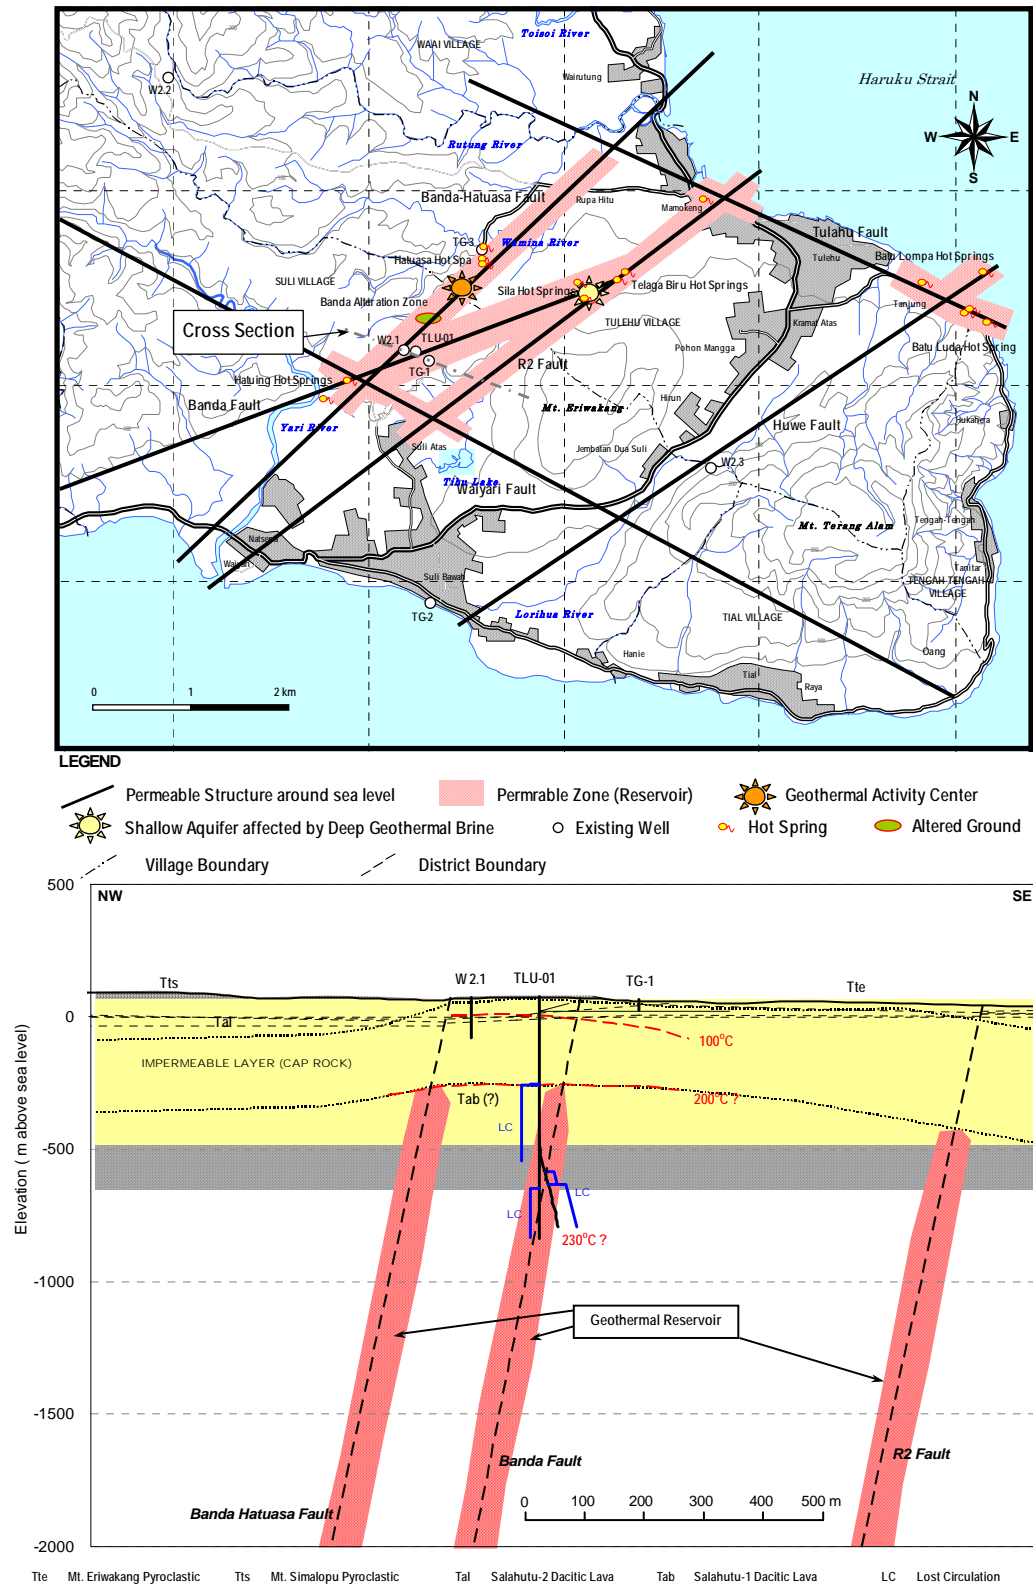 Toisoi River
WAAI VILLAGE
Wairutung
Haruku Strait
W2.2
N
W E
S
Rutung River
Banda-Hatuasa Fault
Rupa Hitu
Mamokeng
Tulahu Fault
TG-3
Wamina River
Hatuasa Hot Spa
Tulehu
Batu Lompa Hot Springs
SULI VILLAGE
Sila Hot Springs
Telaga Biru Hot Springs
Banda Alteration Zone
Tanjung
Cross Section
TULEHU VILLAGE
Kramat Atas
W2.1
TLU-01
Pohon Mangga
Batu Luda Hot Spring
TG-1
R2 Fault
Hatuing Hot Springs
Mt. Eriwakang
Hirun
Banda Fault
Huwe Fault
Hukahera
Yari River
Suli Atas
Jembatan Dua Suli
W2.3
Tihu Lake
Waiyari Fault
Mt. Terang Alam
Tengah-Tengah
Natsepa
Waiyari
Tanitar
Suli Bawah
TENGAH TENGAH
VILLAGE
TG-2
Lorihua River
TIAL VILLAGE
Hanie
Oang
Tial
Raya
0 1 2 km
LEGEND
Permeable Structure around sea level
Permrable Zone (Reservoir)
Geothermal Activity Center
Shallow Aquifer affected by Deep Geothermal Brine
Existing Well
Hot Spring
Altered Ground
Village Boundary
District Boundary
500
NW
SE
Tts
W 2.1
TLU-01
TG-1
Tte
0
Tal
100°C
IMPERMEABLE LAYER (CAP ROCK)
Tab (?)
200°C ?
LC
-500
LC
LC
230°C ?
Elevation ( m above sea level)
-1000
Geothermal Reservoir
-1500
Banda Fault
R2 Fault
Banda Hatuasa Fault
0 100 200 300 400 500 m
-2000
Tte Mt. Eriwakang Pyroclastic Tts Mt. Simalopu Pyroclastic Tal Salahutu-2 Dacitic Lava Tab Salahutu-1 Dacitic Lava LC Lost Circulation